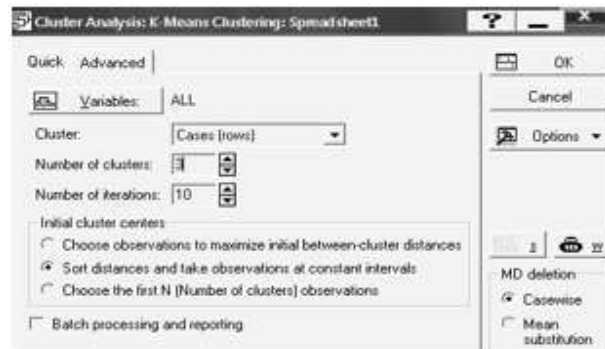 Cluster Analysis: K-Means Clustering: Spreadsheet1
?
Quick Advanced
Variables: ALL
Cluster: Cases (rows)
Number of clusters: 3
Number of iterations: 10
Initial cluster centers
Choose observations to maximize initial between-cluster distances
Sort distances and take observations at constant intervals
Choose the first N (Number of clusters) observations
Batch processing and reporting
OK
Cancel
Options
MD deletion
Casewise
Mean
substitution